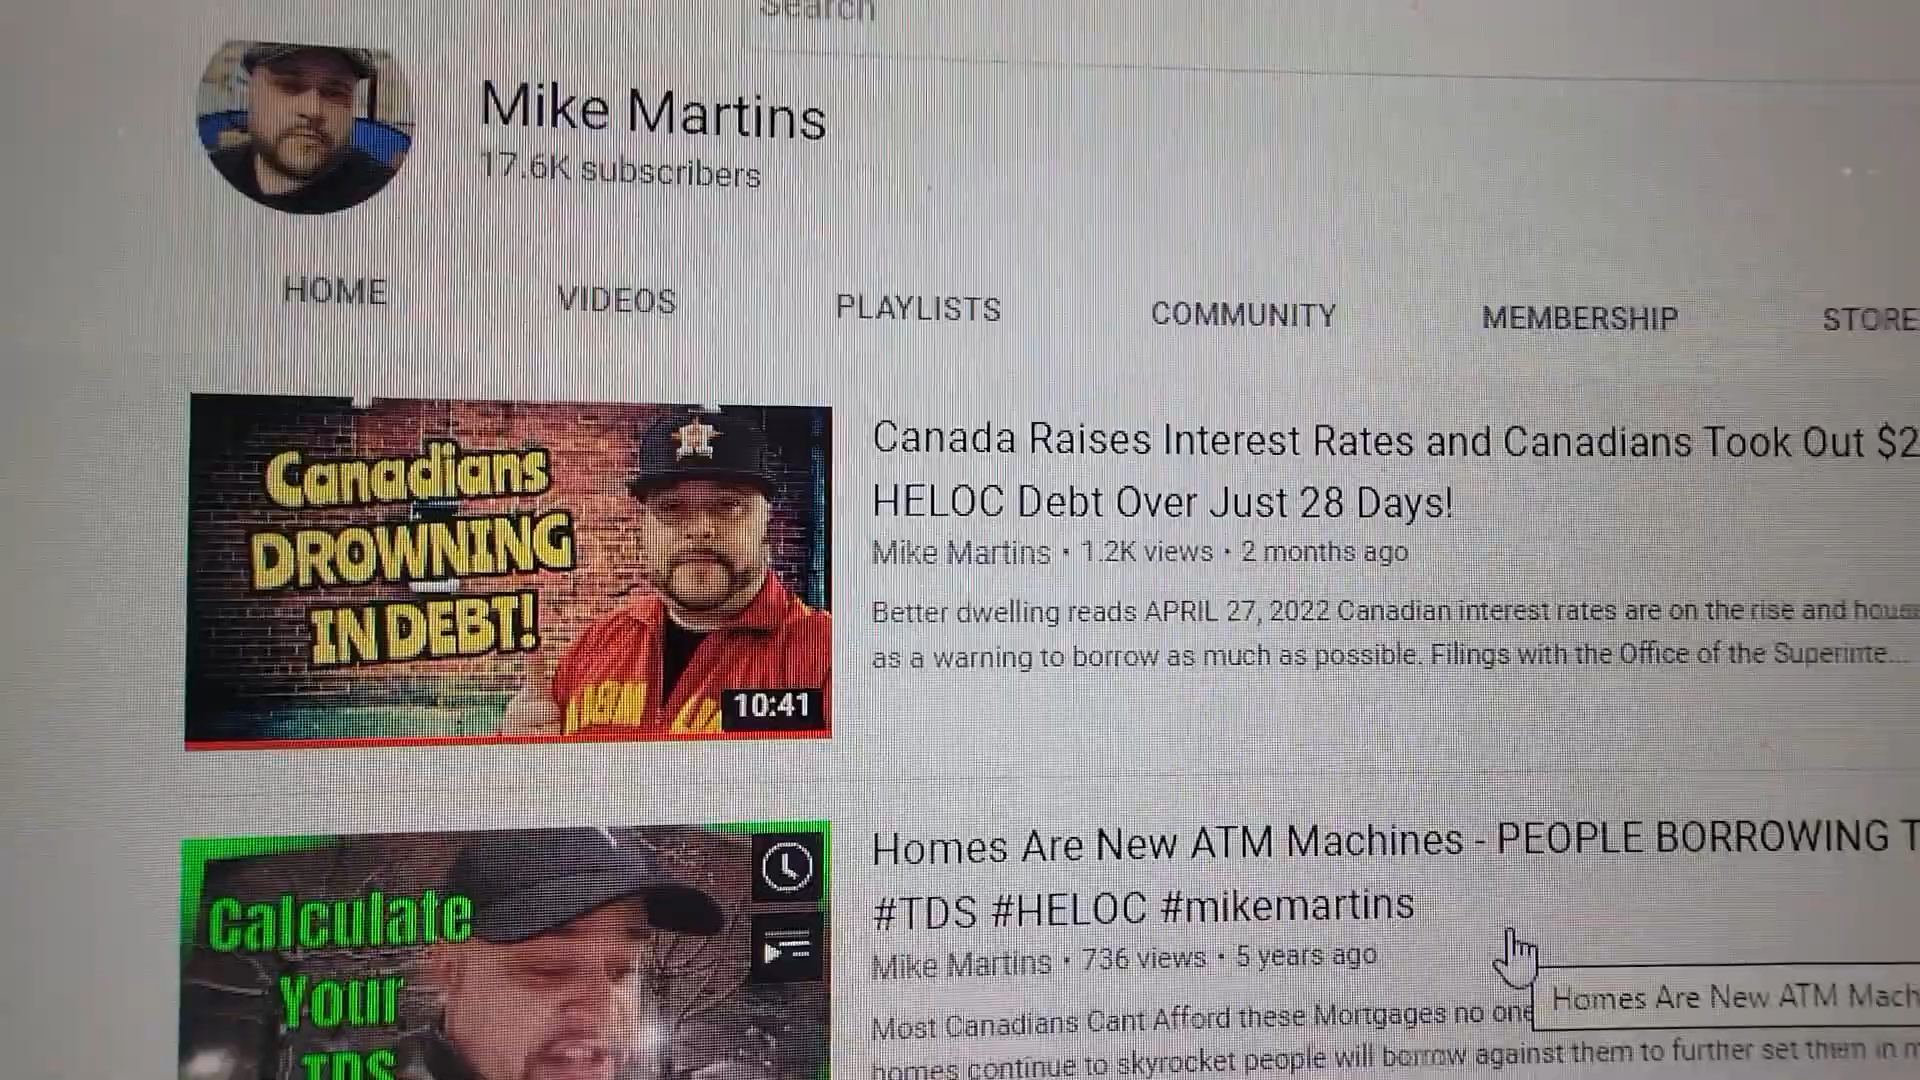 Search
Mike Martins
17.6K subscribers
HOME VIDEOS PLAYLISTS COMMUNITY MEMBERSHIP STORE
Canadians
DROWNING
IN DEBT!
10:41
Canada Raises Interest Rates and Canadians Took Out $2
HELOC Debt Over Just 28 Days!
Mike Martins • 1.2K views • 2 months ago
Better dwelling reads APRIL 27, 2022 Canadian interest rates are on the rise and hous
as a warning to borrow as much as possible. Filings with the Office of the Superinte...
Calculate
Your
TDS
Homes Are New ATM Machines - PEOPLE BORROWING T
#TDS #HELOC #mikemartins
Mike Martins • 736 views • 5 years ago
Homes Are New ATM Mach
Most Canadians Cant Afford these Mortgages no one
homes continue to skyrocket people will borrow against them to further set them in m